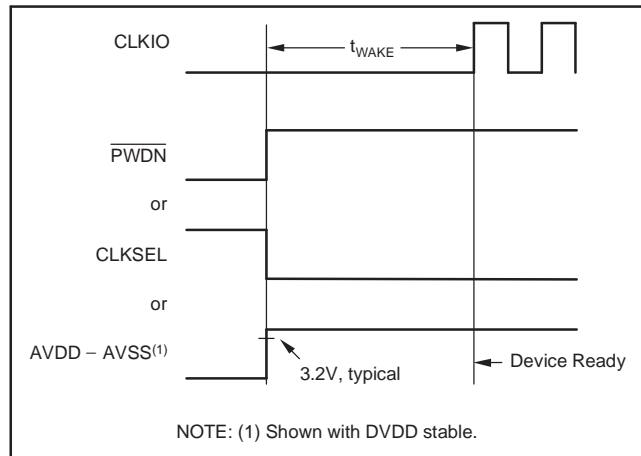 CLKIO
tWAKE
PWDN
or
CLKSEL
or
AVDD − AVSS(1)
3.2V, typical
Device Ready
NOTE: (1) Shown with DVDD stable.